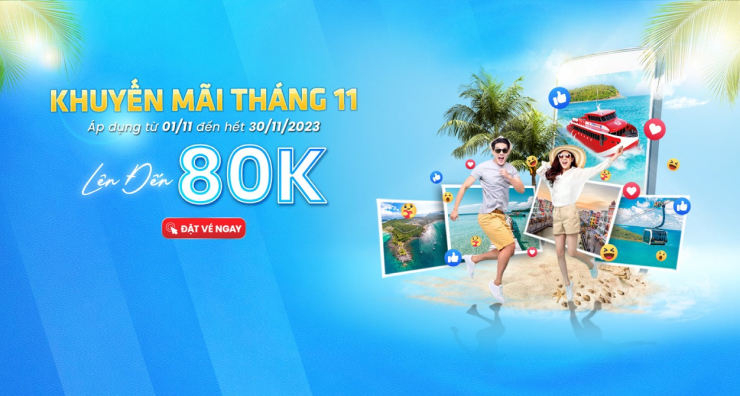 KHUYẾN MÃI THÁNG 11
Áp dụng từ 01/11 đến hết 30/11/2023
Lên Đến 80K
ĐẶT VÉ NGAY